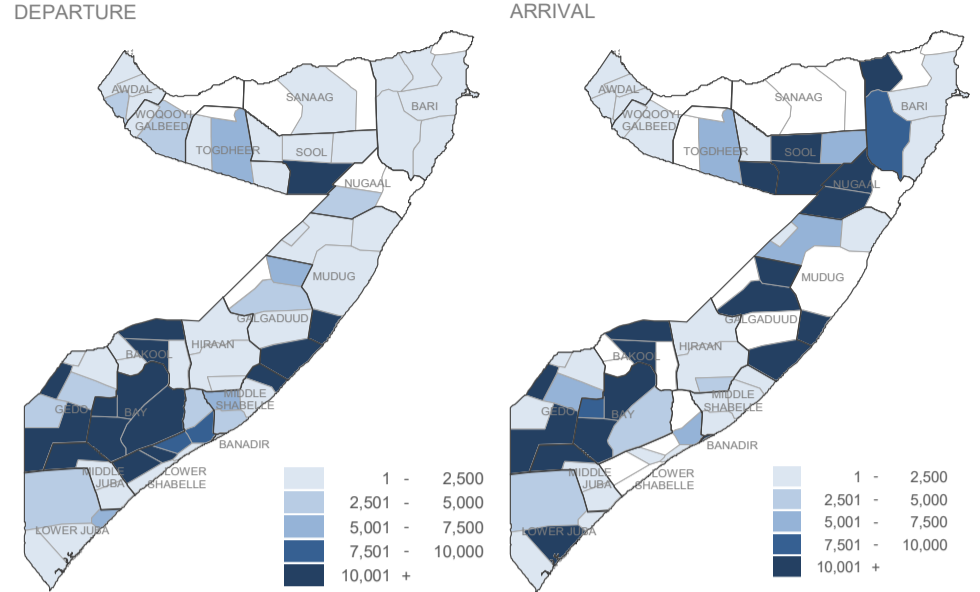 DEPARTURE
AWDAL
WOQOOYI
GALBEED
TOGDHEER
SANAAG
SOOL
BARI
NUGAAL
MUDUG
GALGADUUD
HIRAAN
BAKOOL
GEDO
BAY
MIDDLE
SHABELLE
BANADIR
LOWER
SHABELLE
MIDDLE
JUBA
LOWER JUBA
1 - 2,500
2,501 - 5,000
5,001 - 7,500
7,501 - 10,000
10,001 +
ARRIVAL
AWDAL
WOQOOYI
GALBEED
TOGDHEER
SANAAG
SOOL
BARI
NUGAAL
MUDUG
GALGADUUD
HIRAAN
BAKOOL
GEDO
BAY
MIDDLE
SHABELLE
BANADIR
LOWER
SHABELLE
MIDDLE
JUBA
LOWER JUBA
1 - 2,500
2,501 - 5,000
5,001 - 7,500
7,501 - 10,000
10,001 +